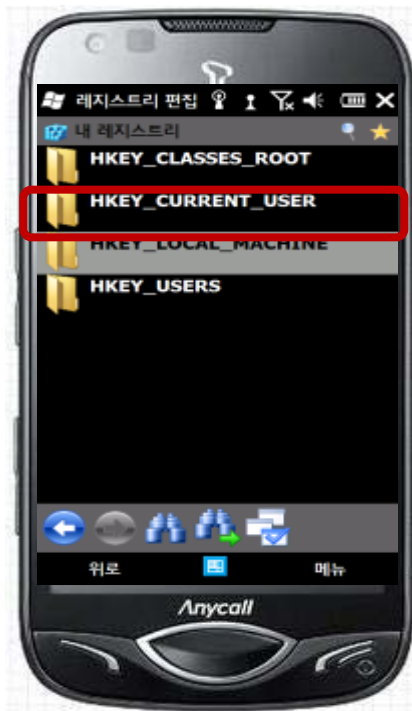 레지스트리 편집
내 레지스트리
HKEY_CLASSES_ROOT
HKEY_CURRENT_USER
HKEY_LOCAL_MACHINE
HKEY_USERS
위로
메뉴
Anycall